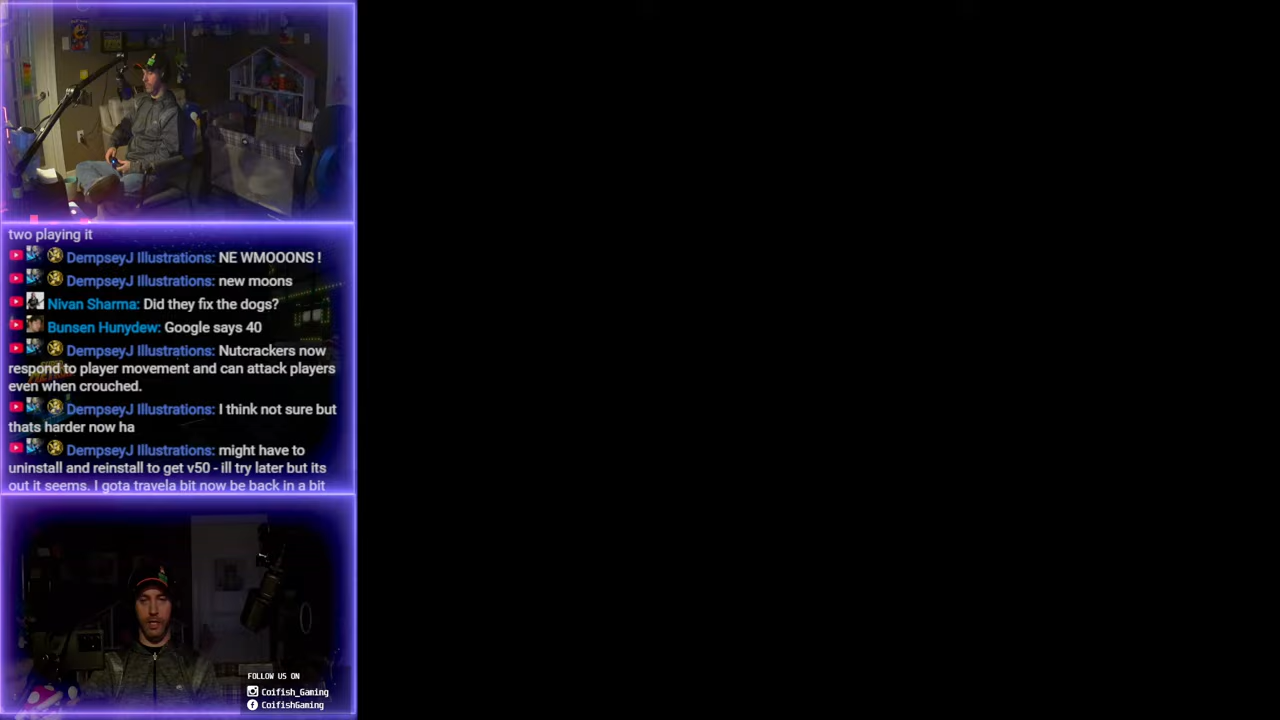 two playing it
DempseyJ Illustrations: NE WMOOONS !
DempseyJ Illustrations: new moons
Nivan Sharma: Did they fix the dogs?
Bunsen Hunydew: Google says 40
DempseyJ Illustrations: Nutcrackers now
respond to player movement and can attack players
even when crouched.
DempseyJ Illustrations: I think not sure but
thats harder now ha
DempseyJ Illustrations: might have to
uninstall and reinstall to get v50 - ill try later but its
out it seems. I gota travela bit now be back in a bit
FOLLOW US ON
Coifish_Gaming
CoifishGaming